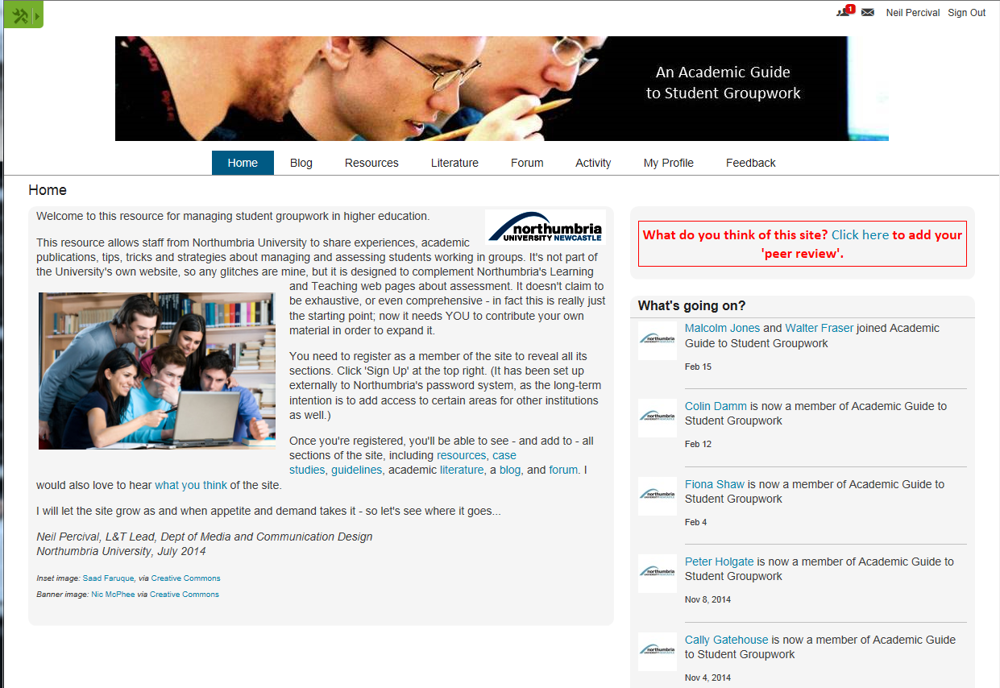 1
Neil Percival Sign Out
An Academic Guide
to Student Groupwork
Home Blog Resources Literature Forum Activity My Profile Feedback
Home
Welcome to this resource for managing student groupwork in higher education.
northumbria
UNIVERSITY NEWCASTLE
This resource allows staff from Northumbria University to share experiences, academic
publications, tips, tricks and strategies about managing and assessing students working in groups. It's not part of
the University's own website, so any glitches are mine, but it is designed to complement Northumbria's Learning
and Teaching web pages about assessment. It doesn't claim to
be exhaustive, or even comprehensive - in fact this is really just
the starting point; now it needs YOU to contribute your own
material in order to expand it.
You need to register as a member of the site to reveal all its
sections. Click 'Sign Up' at the top right. (It has been set up
externally to Northumbria's password system, as the long-term
intention is to add access to certain areas for other institutions
as well.)
Once you're registered, you'll be able to see - and add to - all
sections of the site, including resources, case
studies, guidelines, academic literature, a blog, and forum. I
would also love to hear what you think of the site.
I will let the site grow as and when appetite and demand takes it - so let's see where it goes...
Neil Percival, L&T Lead, Dept of Media and Communication Design
Northumbria University, July 2014
Inset image: Saad Faruque, via Creative Commons
Banner image: Nic McPhee via Creative Commons
What do you think of this site? Click here to add your
'peer review'.
What's going on?
northumbria
UNIVERSITY NEWCASTLE
Malcolm Jones and Walter Fraser joined Academic
Guide to Student Groupwork
Feb 15
northumbria
UNIVERSITY NEWCASTLE
Colin Damm is now a member of Academic Guide to
Student Groupwork
Feb 12
northumbria
UNIVERSITY NEWCASTLE
Fiona Shaw is now a member of Academic Guide to
Student Groupwork
Feb 4
northumbria
UNIVERSITY NEWCASTLE
Peter Holgate is now a member of Academic Guide to
Student Groupwork
Nov 8, 2014
northumbria
UNIVERSITY NEWCASTLE
Cally Gatehouse is now a member of Academic Guide
to Student Groupwork
Nov 4, 2014